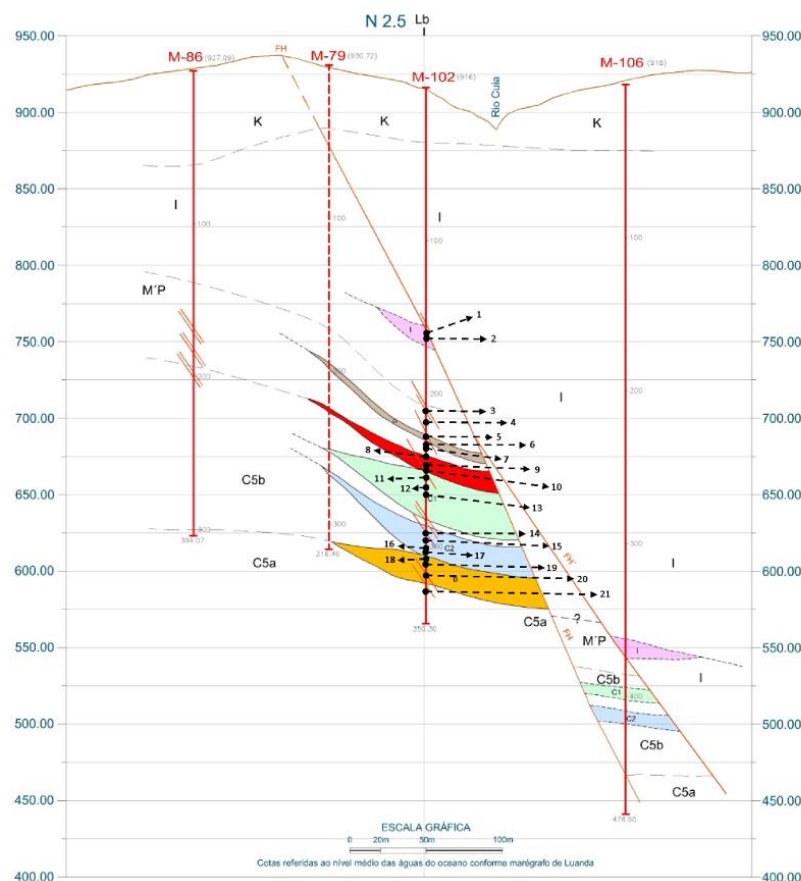 N 2.5 Lb
950.00 950.00
M-86 (927.09) FH M-79 (930.72) M-102 (916) M-106 (918)
Rio Cuia
900.00 900.00
K K K
850.00 850.00
I I
100 100 100 100
800.00 800.00
M´P
1
750.00 I 2 750.00
200 200 200 200
I
700.00 3 700.00
4
5
6
7
8 9
10
650.00 11 650.00
12
C1 13
C5b
14
300 300 15
16 C2 17
300
18 19
600.00 20 600.00
B
21
C5a
C5a
FH´
I
FH
?
550.00 M´P 550.00
I
C5b I
C1 400
500.00 C2 500.00
C5b
450.00 C5a 450.00
ESCALA GRÁFICA
0 20m 50m 100m
Cotas referidas ao nível médio das águas do oceano conforme marégrafo de Luanda
400.00 400.00